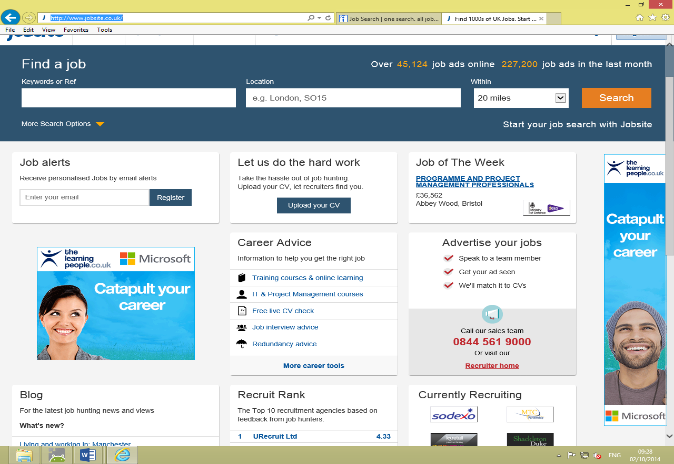 http://www.jobsite.co.uk/
Job Search | one search. all job...
Find 1000s of UK Jobs. Start ...
File Edit View Favorites Tools
jobsite
Find a job
Over 45,124 job ads online 227,200 job ads in the last month
Keywords or Ref
Location
Within
e.g. London, SO15
20 miles
Search
More Search Options
Start your job search with Jobsite
Job alerts
Receive personalised Jobs by email alerts
Enter your email
Register
Let us do the hard work
Take the hassle out of job hunting
Upload your CV, let recruiters find you.
Upload your CV
Job of The Week
PROGRAMME AND PROJECT
MANAGEMENT PROFESSIONALS
£36,562
Abbey Wood, Bristol
the
learning
people.co.uk
Microsoft
Catapult your
career
Career Advice
Information to help you get the right job
Training courses & online learning
IT & Project Management courses
Free live CV check
Job interview advice
Redundancy advice
More career tools
Advertise your jobs
Speak to a team member
Get your ad seen
We'll match it to CVs
Call our sales team
0844 561 9000
Or visit our
Recruiter home
the
learning
people.co.uk
Catapult
your
career
Microsoft
Blog
For the latest job hunting news and views
What's new?
Living and working in: Manchester
Recruit Rank
The Top 10 recruitment agencies based on
feedback from job hunters.
1 URecruit Ltd 4.33
Currently Recruiting
sodexo
Shackleton
Duke
ENG
09:28
02/10/2014